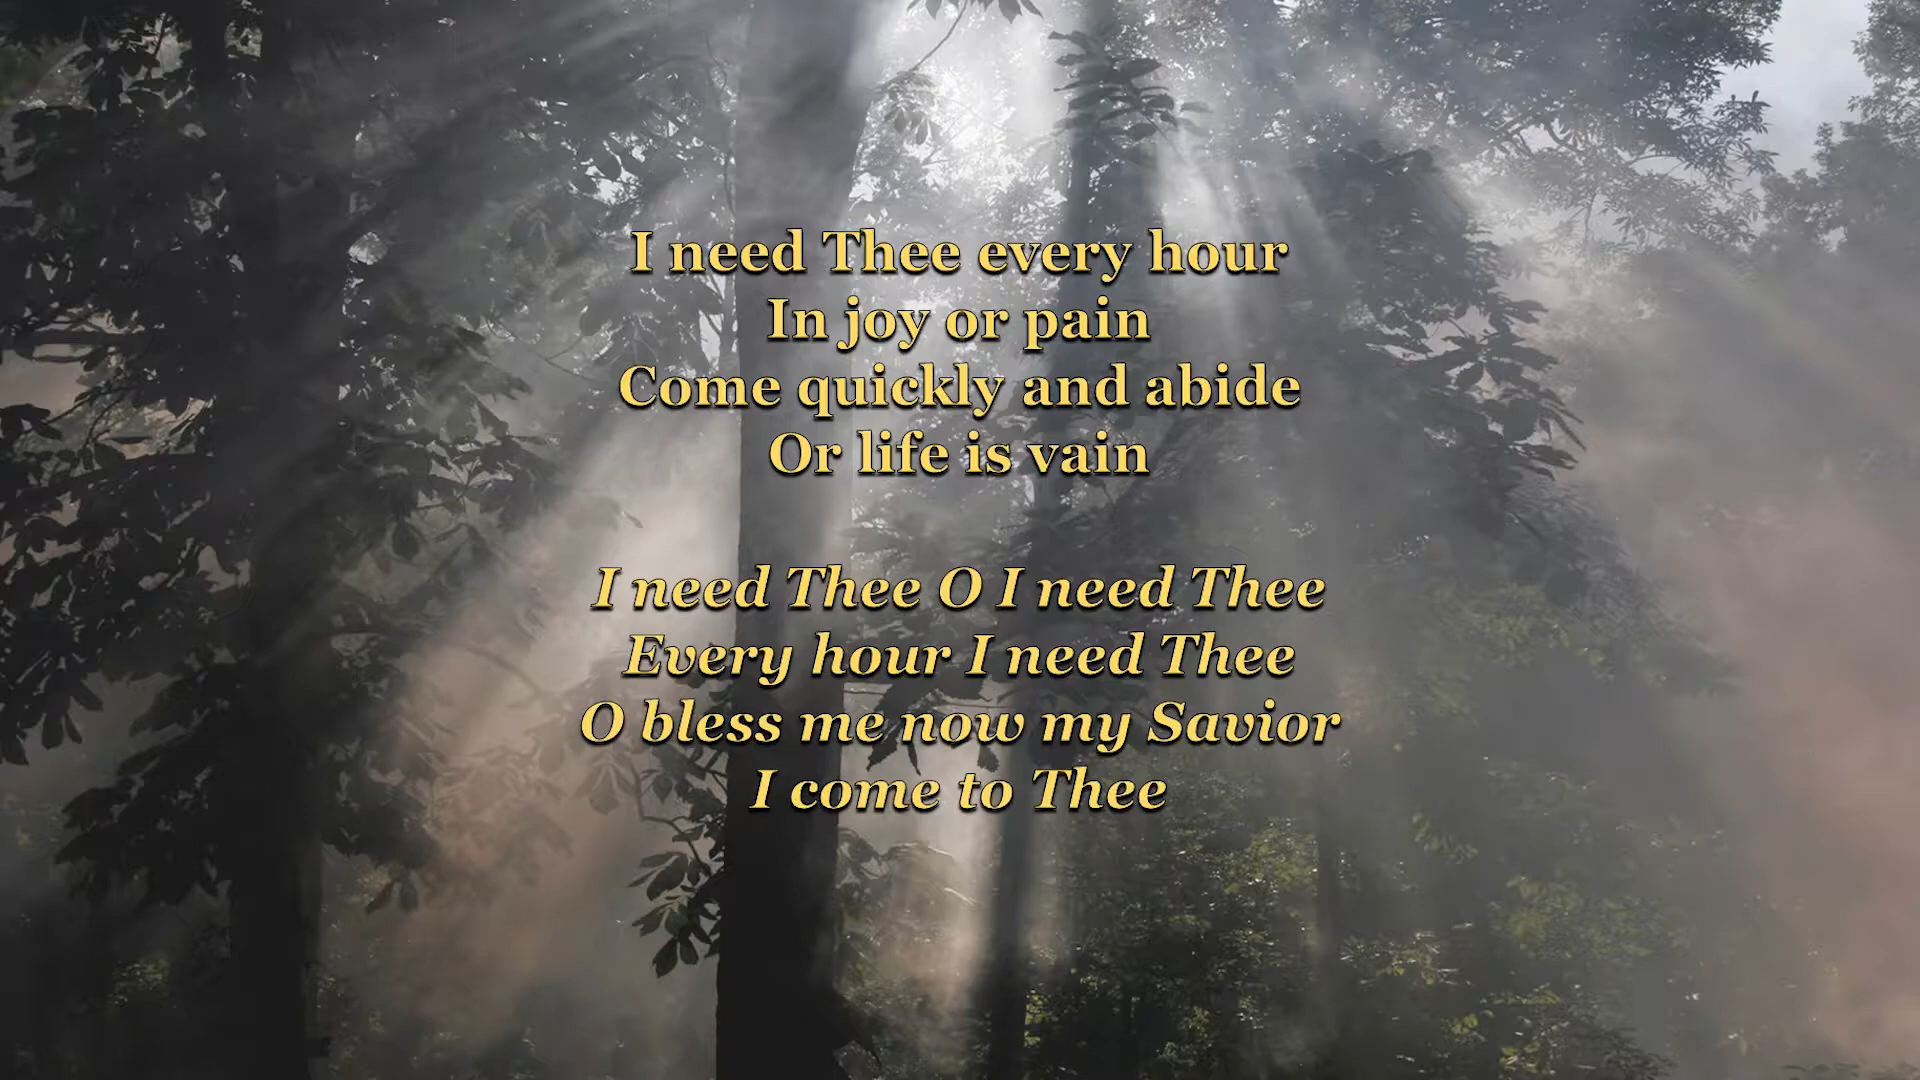 I need Thee every hour
In joy or pain
Come quickly and abide
Or life is vain
I need Thee O I need Thee
Every hour I need Thee
O bless me now my Savior
I come to Thee